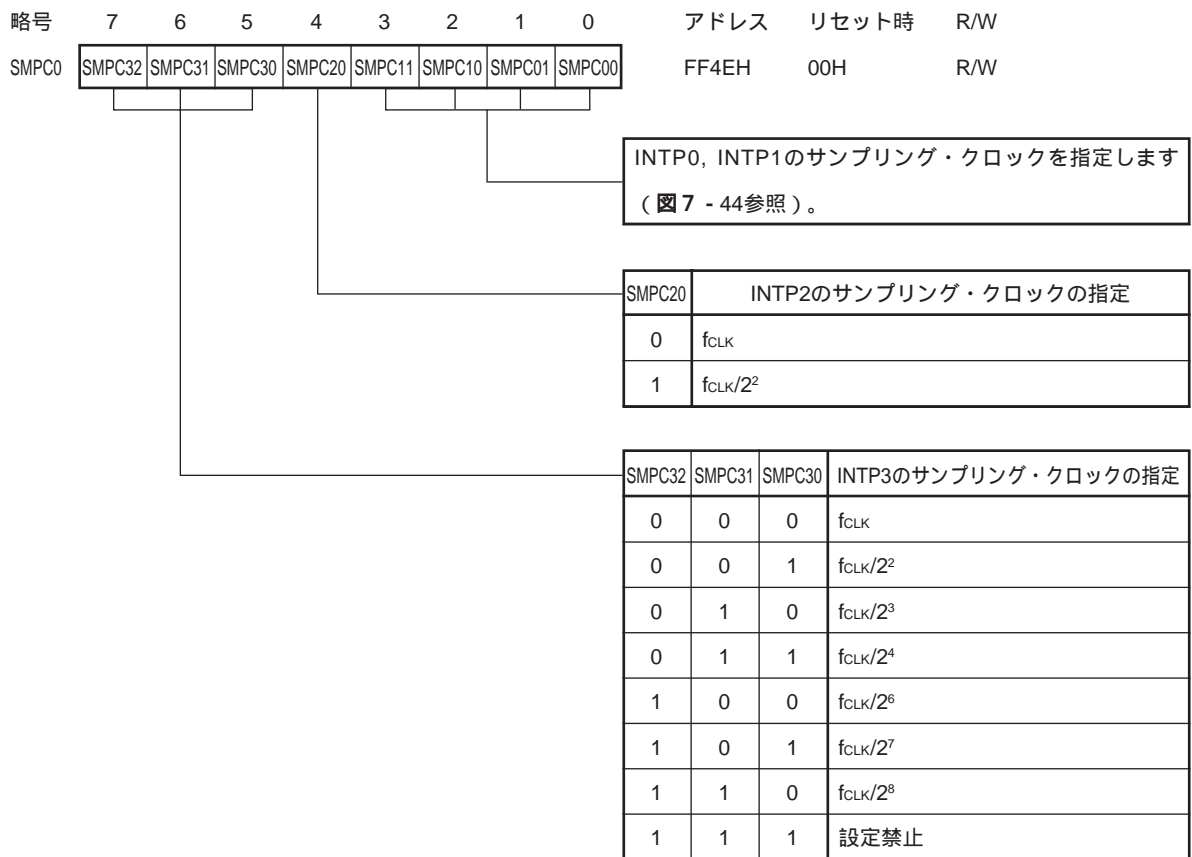 略号 7 6 5 4 3 2 1 0 アドレス リセット時 R/W
SMPC0 SMPC32 SMPC31 SMPC30 SMPC20 SMPC11 SMPC10 SMPC01 SMPC00 FF4EH 00H R/W
INTP0, INTP1のサンプリング・クロックを指定します
（図7-44参照）。
SMPC20 INTP2のサンプリング・クロックの指定
0 fCLK
1 fCLK/2²
SMPC32 SMPC31 SMPC30 INTP3のサンプリング・クロックの指定
0 0 0 fCLK
0 0 1 fCLK/2²
0 1 0 fCLK/2³
0 1 1 fCLK/2⁴
1 0 0 fCLK/2⁶
1 0 1 fCLK/2⁷
1 1 0 fCLK/2⁸
1 1 1 設定禁止